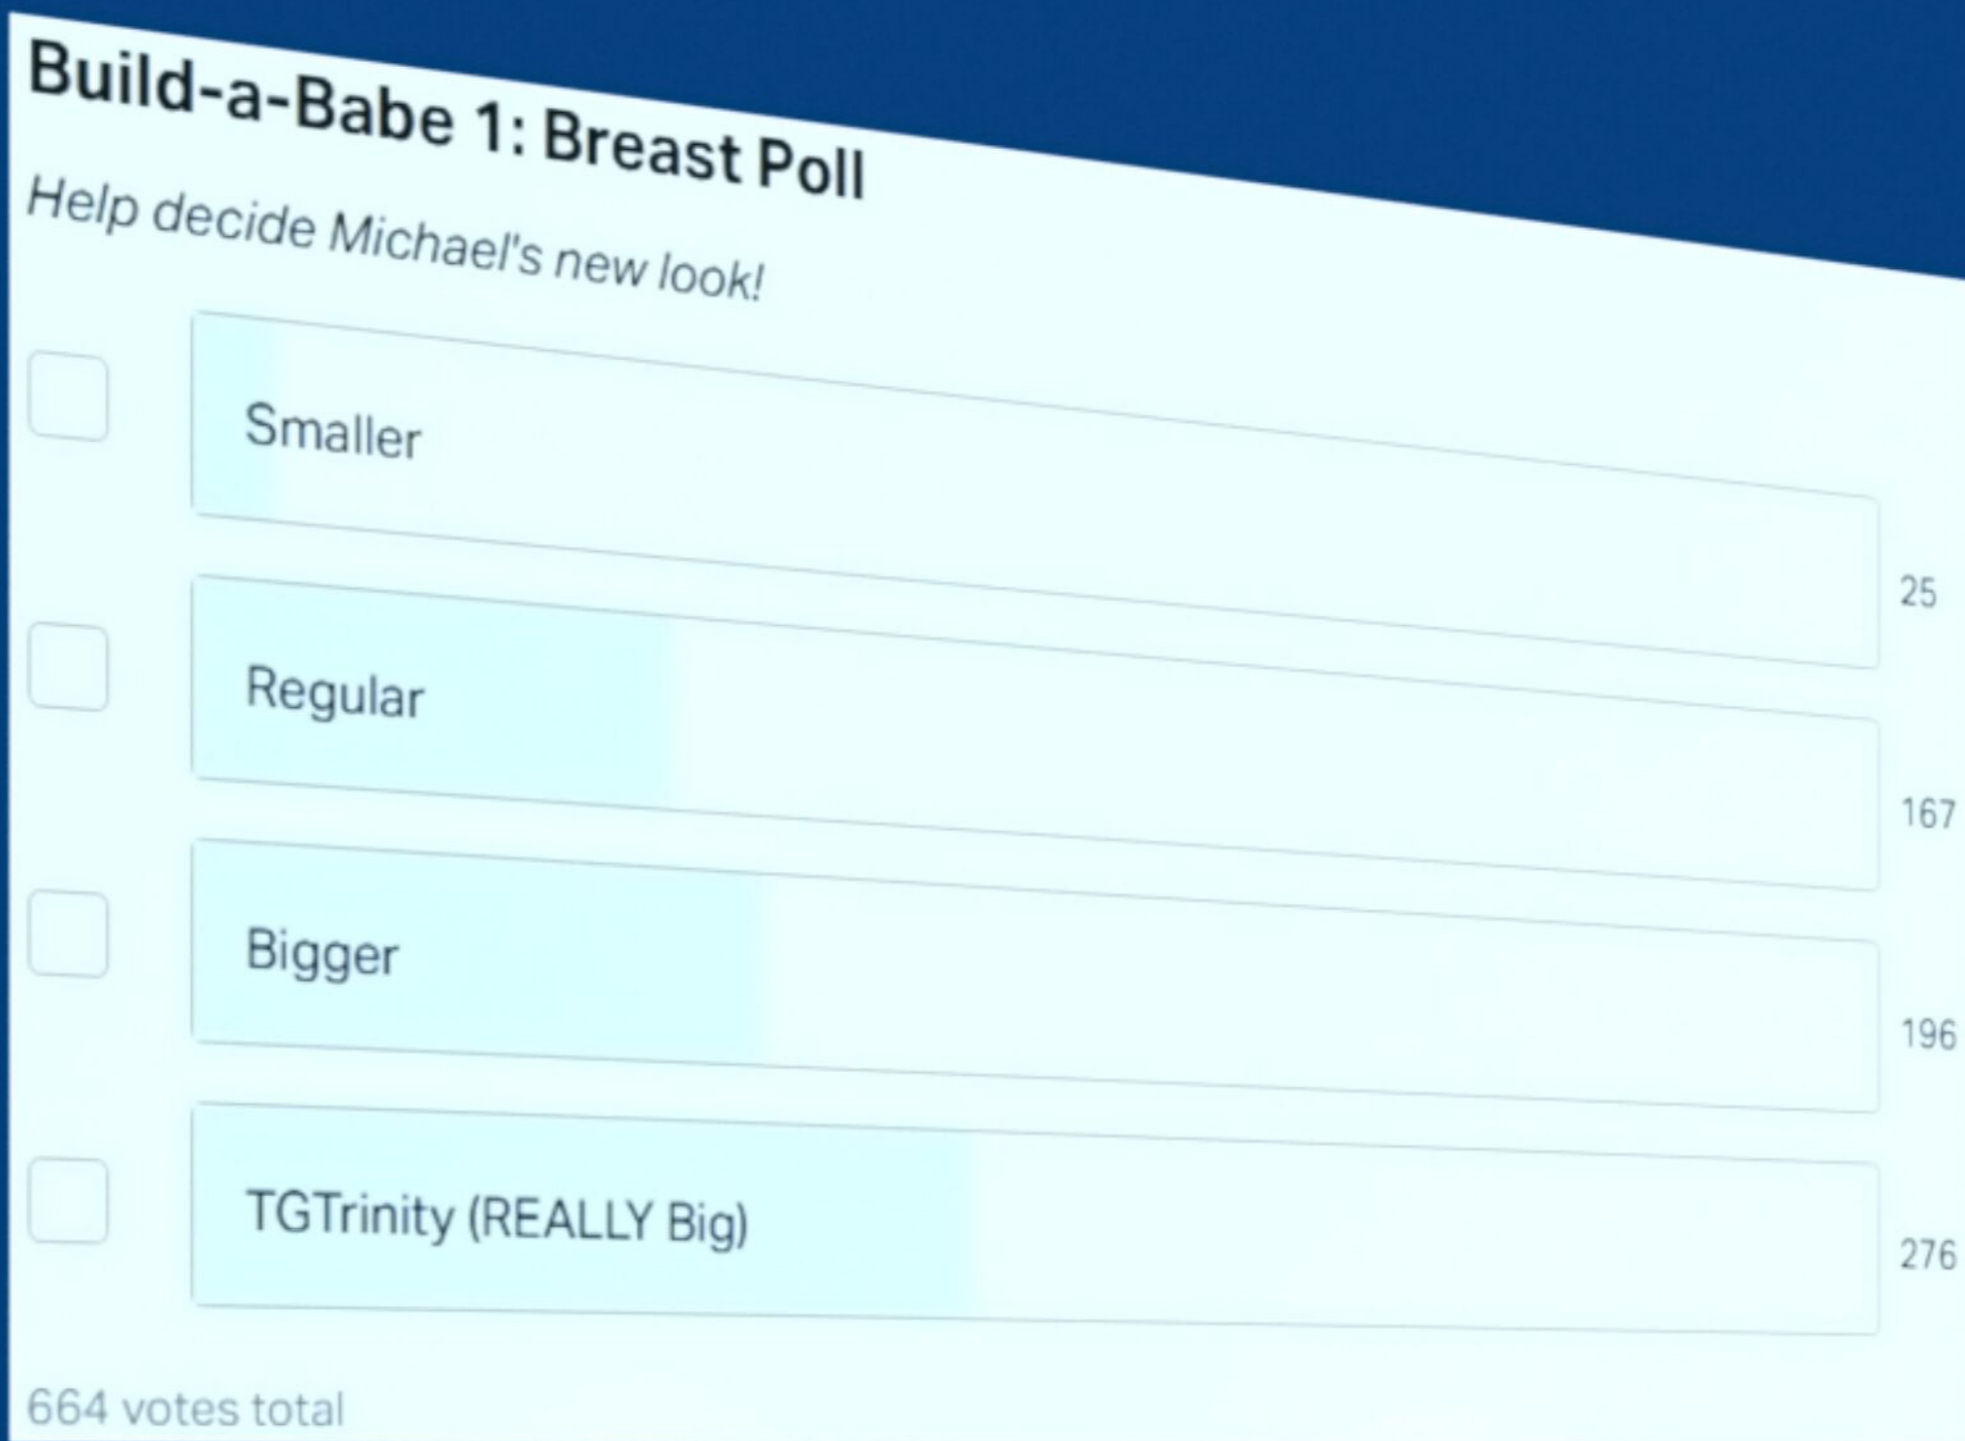 Build-a-Babe 1: Breast Poll
Help decide Michael's new look!
Smaller
25
Regular
167
Bigger
196
TGTrinity (REALLY Big)
276
664 votes total